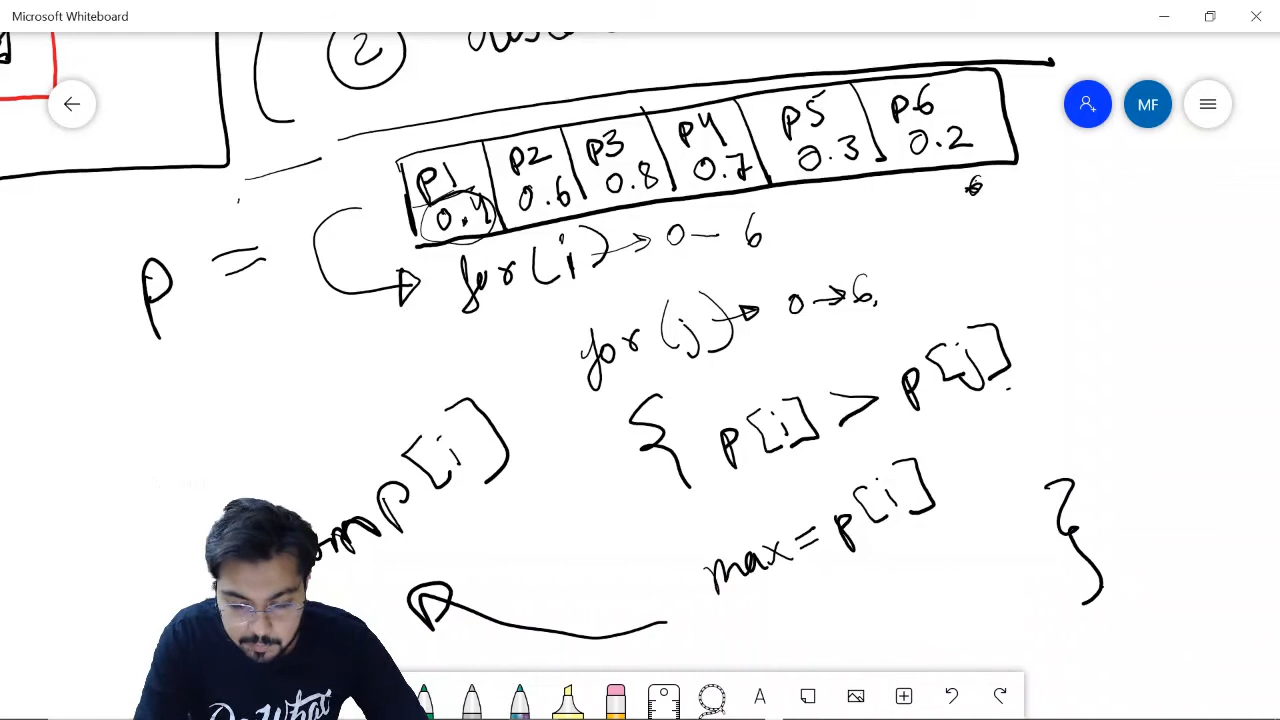 Microsoft Whiteboard
2
MF
P1 P2 P3 P4 P5 P6
0.4 0.6 0.8 0.7 0.3 0.2
6
P =
for(i) → 0 - 6
for(j) → 0 → 6.
{ P[i] > P[j]
max = P[i] }
P[i]
What
A